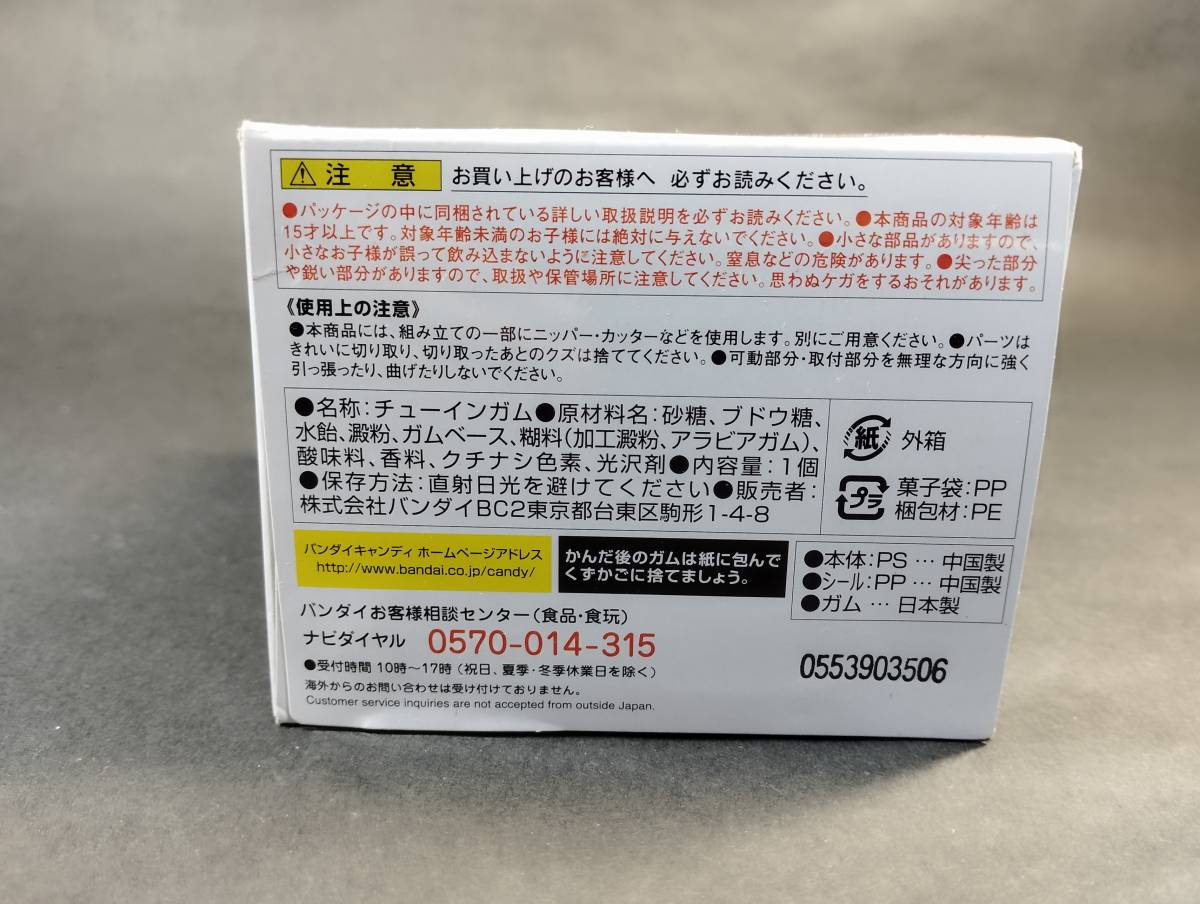 ⚠注 意 お買い上げのお客様へ 必ずお読みください。
●パッケージの中に同梱されている詳しい取扱説明を必ずお読みください。●本商品の対象年齢は
15才以上です。対象年齢未満のお子様には絶対に与えないでください。●小さな部品がありますので、
小さなお子様が誤って飲み込まないように注意してください。窒息などの危険があります。●尖った部分
や鋭い部分がありますので、取扱や保管場所に注意してください。思わぬケガをするおそれがあります。
《使用上の注意》
●本商品には、組み立ての一部にニッパー・カッターなどを使用します。別にご用意ください。●パーツは
きれいに切り取り、切り取ったあとのクズは捨ててください。●可動部分・取付部分を無理な方向に強く
引っ張ったり、曲げたりしないでください。
●名称：チューインガム●原材料名：砂糖、ブドウ糖、
水飴、澱粉、ガムベース、糊料(加工澱粉、アラビアガム)、
酸味料、香料、クチナシ色素、光沢剤●内容量：1個
●保存方法：直射日光を避けてください●販売者：
株式会社バンダイBC2東京都台東区駒形1-4-8
紙 外箱
プラ 菓子袋：PP
梱包材：PE
バンダイキャンディ ホームページアドレス
http://www.bandai.co.jp/candy/
かんだ後のガムは紙に包んで
くずかごに捨てましょう。
●本体：PS … 中国製
●シール：PP … 中国製
●ガム … 日本製
バンダイお客様相談センター(食品・食玩)
ナビダイヤル 0570-014-315
●受付時間 10時～17時 (祝日、夏季・冬季休業日を除く)
海外からのお問い合わせは受け付けておりません。
Customer service inquiries are not accepted from outside Japan.
0553903506